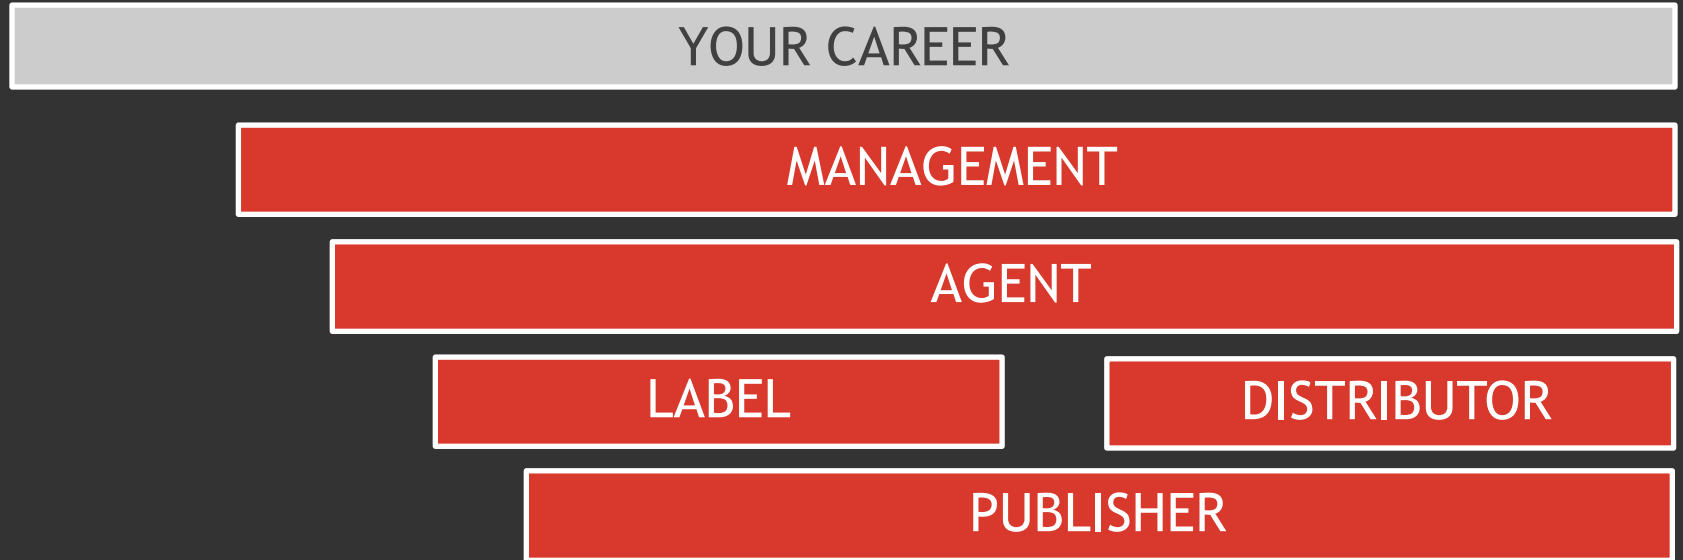 YOUR CAREER
MANAGEMENT
AGENT
LABEL
DISTRIBUTOR
PUBLISHER